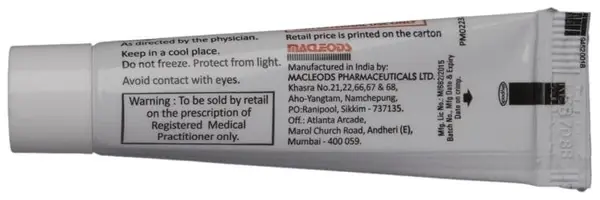 As directed by the physician.
Keep in a cool place.
Do not freeze. Protect from light.
Avoid contact with eyes.
Warning : To be sold by retail
on the prescription of
Registered Medical
Practitioner only.
Retail price is printed on the carton
MACLEODS
Manufactured in India by:
MACLEODS PHARMACEUTICALS LTD.
Khasra No.21,22,66,67 & 68,
Aho-Yangtam, Namchepung,
PO:Ranipool, Sikkim - 737135.
Off.: Atlanta Arcade,
Marol Church Road, Andheri (E),
Mumbai - 400 059.
Mfg. Lic No.: M/682/2015
Batch No., Mfg Date & Expiry
Date on crimp.